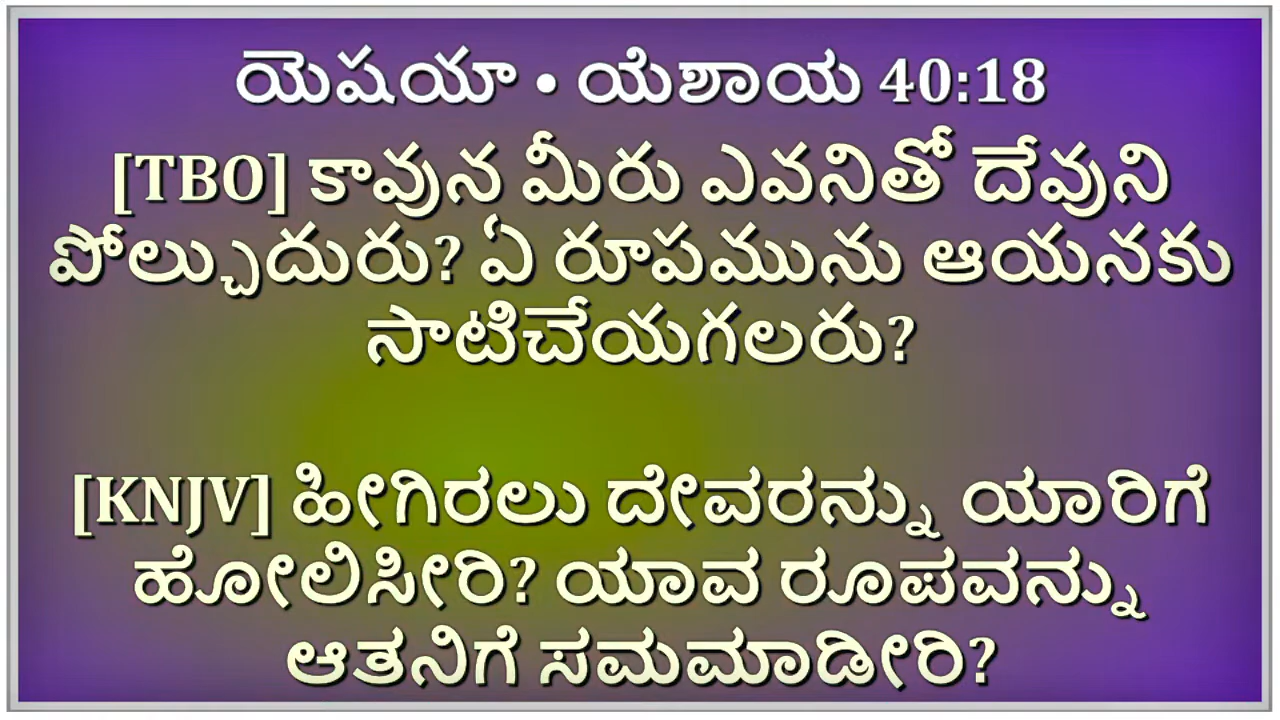 యెషయా • ಯೆಶಾಯ 40:18
[TBO] కావున మీరు ఎవనితో దేవుని
పోల్చుదురు? ఏ రూపమును ఆయనకు
సాటిచేయగలరు?
[KNJV] ಹೀಗಿರಲು ದೇವರನ್ನು ಯಾರಿಗೆ
ಹೋಲಿಸೀರಿ? ಯಾವ ರೂಪವನ್ನು
ಆತನಿಗೆ ಸಮಮಾಡೀರಿ?